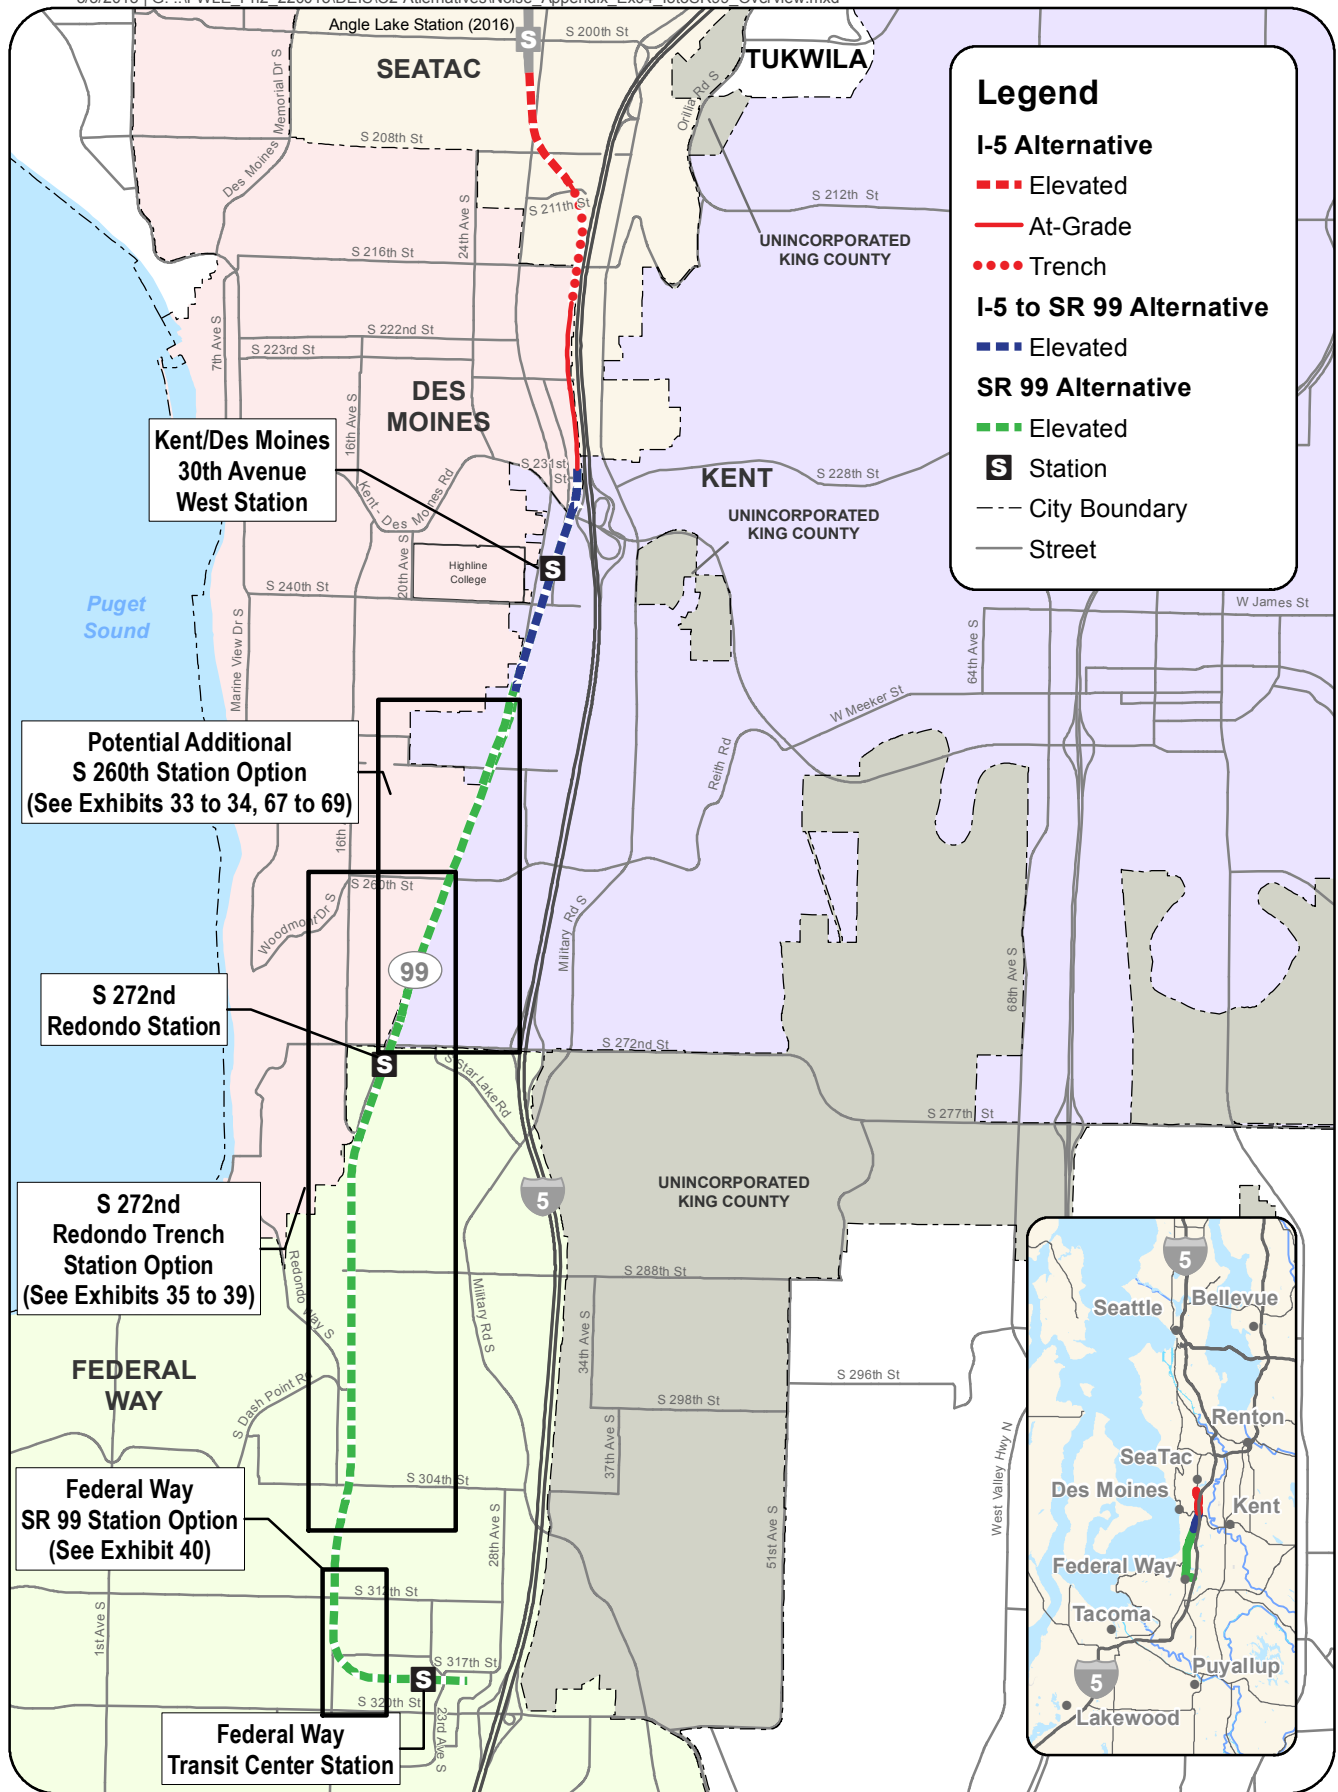 Angle Lake Station (2016)
S 200th St
TUKWILA
SEATAC
Orillia Rd S
Des Moines Memorial Dr S
S 208th St
S 211th St
S 212th St
24th Ave S
UNINCORPORATED
KING COUNTY
S 216th St
S 222nd St
S 223rd St
7th Ave S
DES
MOINES
16th Ave S
Kent/Des Moines
30th Avenue
West Station
S 231st
St
Kent - Des Moines Rd
KENT
S 228th St
UNINCORPORATED
KING COUNTY
20th Ave S
Highline
College
S 240th St
Puget
Sound
Marine View Dr S
W James St
64th Ave S
W Meeker St
Reith Rd
Potential Additional
S 260th Station Option
(See Exhibits 33 to 34, 67 to 69)
16th
S 260th St
Woodmont Dr S
Military Rd S
99
68th Ave S
S 272nd
Redondo Station
S
S
S 272nd St
S Star Lake Rd
S 277th St
5
UNINCORPORATED
KING COUNTY
S 272nd
Redondo Trench
Station Option
(See Exhibits 35 to 39)
Redondo Way S
S 288th St
Military Rd S
34th Ave S
FEDERAL
WAY
S Dash Point Rd
S 296th St
S 298th St
37th Ave S
West Valley Hwy N
S 304th St
Federal Way
SR 99 Station Option
(See Exhibit 40)
28th Ave S
51st Ave S
S 312th St
1st Ave S
S 317th St
S
S 320th St
23rd Ave S
Federal Way
Transit Center Station
Legend
I-5 Alternative
Elevated
At-Grade
Trench
I-5 to SR 99 Alternative
Elevated
SR 99 Alternative
Elevated
S Station
City Boundary
Street
S
5
Seattle
Bellevue
Renton
SeaTac
Des Moines
Kent
Federal Way
Tacoma
Puyallup
5
Lakewood